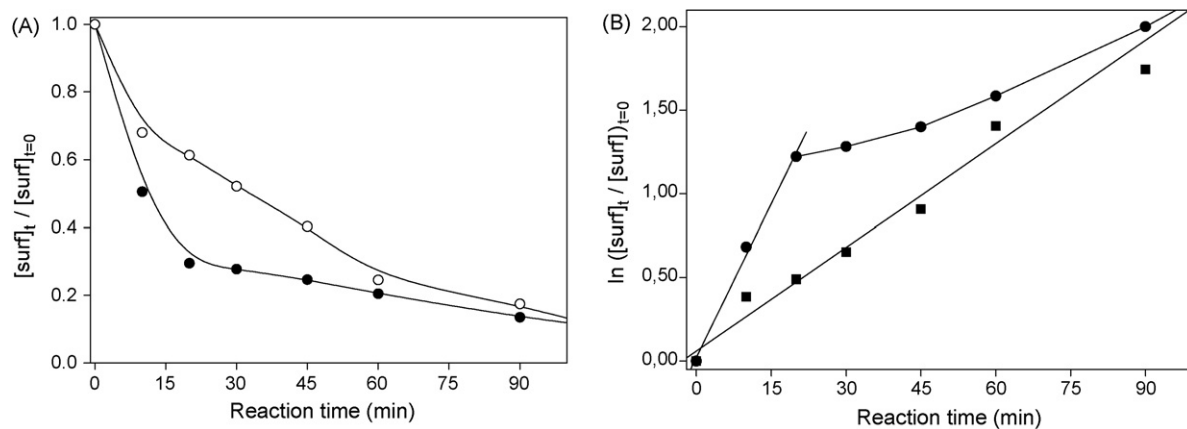 (A)
[surf]t / [surf]t=0
1.0
0.8
0.6
0.4
0.2
0.0
0 15 30 45 60 75 90
Reaction time (min)
(B)
ln ([surf]t / [surf])t=0
2,00
1,50
1,00
0,50
0,00
0 15 30 45 60 75 90
Reaction time (min)